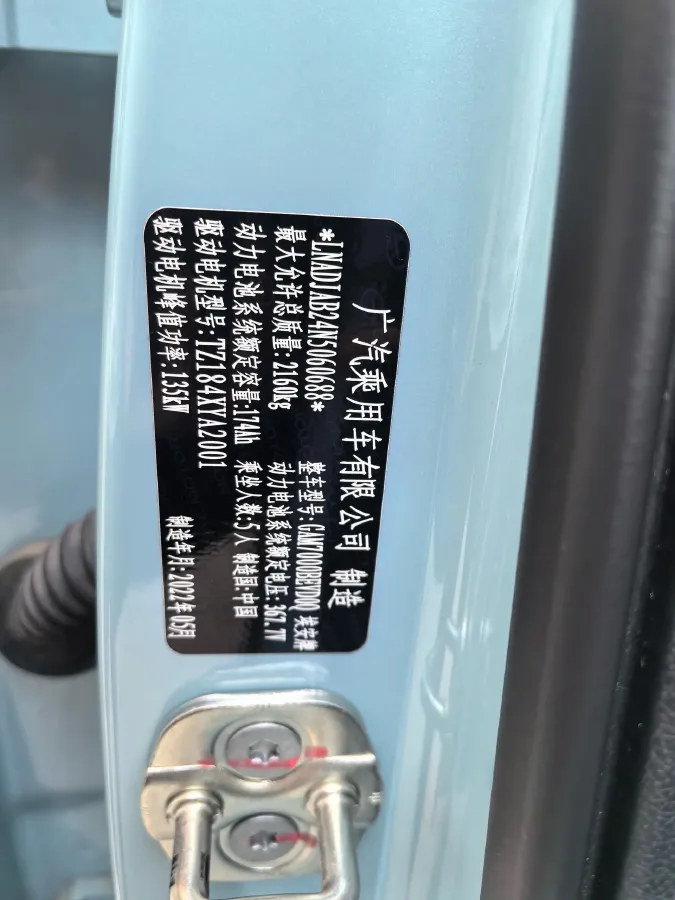 广汽乘用车有限公司 制造
*LNADJAB24N5060688* 整车型号:GAM7000BEVD0Q 埃安牌
最大允许总质量:2160kg 动力电池系统额定电压:367.7V
动力电池系统额定容量:174Ah 乘坐人数:5人 制造国:中国
驱动电机型号:TZ184XYA2001
驱动电机峰值功率:135kW 制造年月:2022年05月